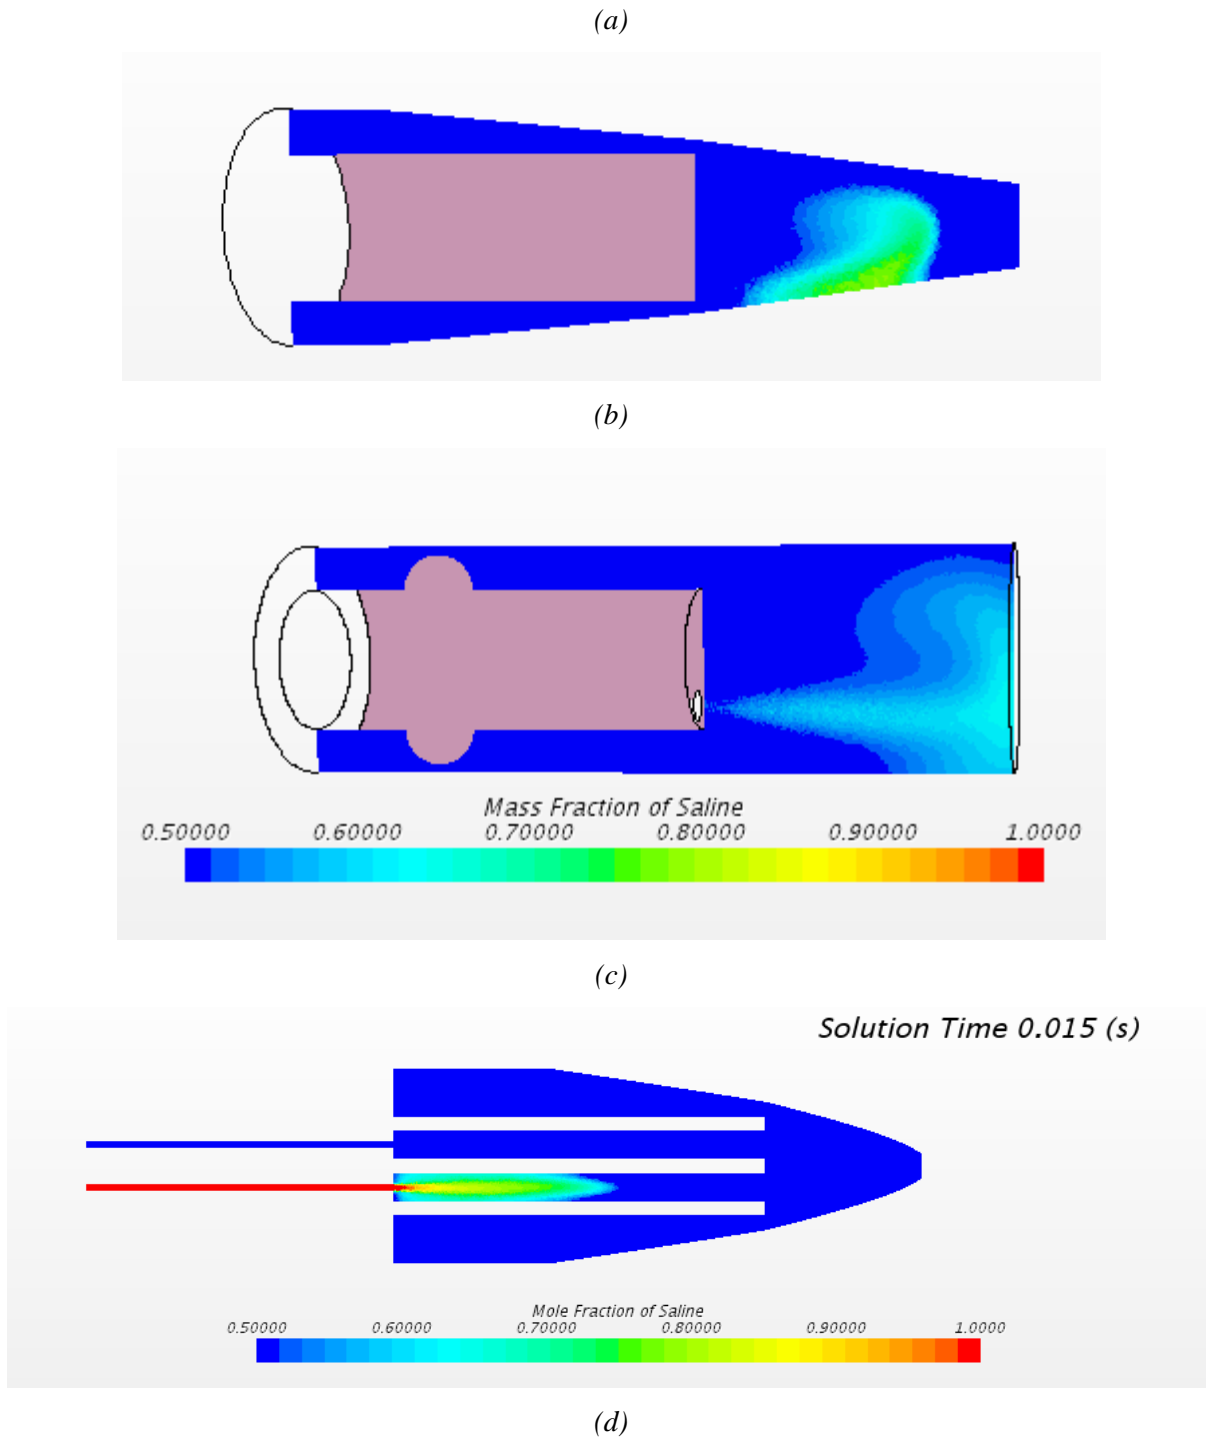 (a)
(b)
Mass Fraction of Saline
0.50000 0.60000 0.70000 0.80000 0.90000 1.0000
(c)
Solution Time 0.015 (s)
Mole Fraction of Saline
0.50000 0.60000 0.70000 0.80000 0.90000 1.0000
(d)